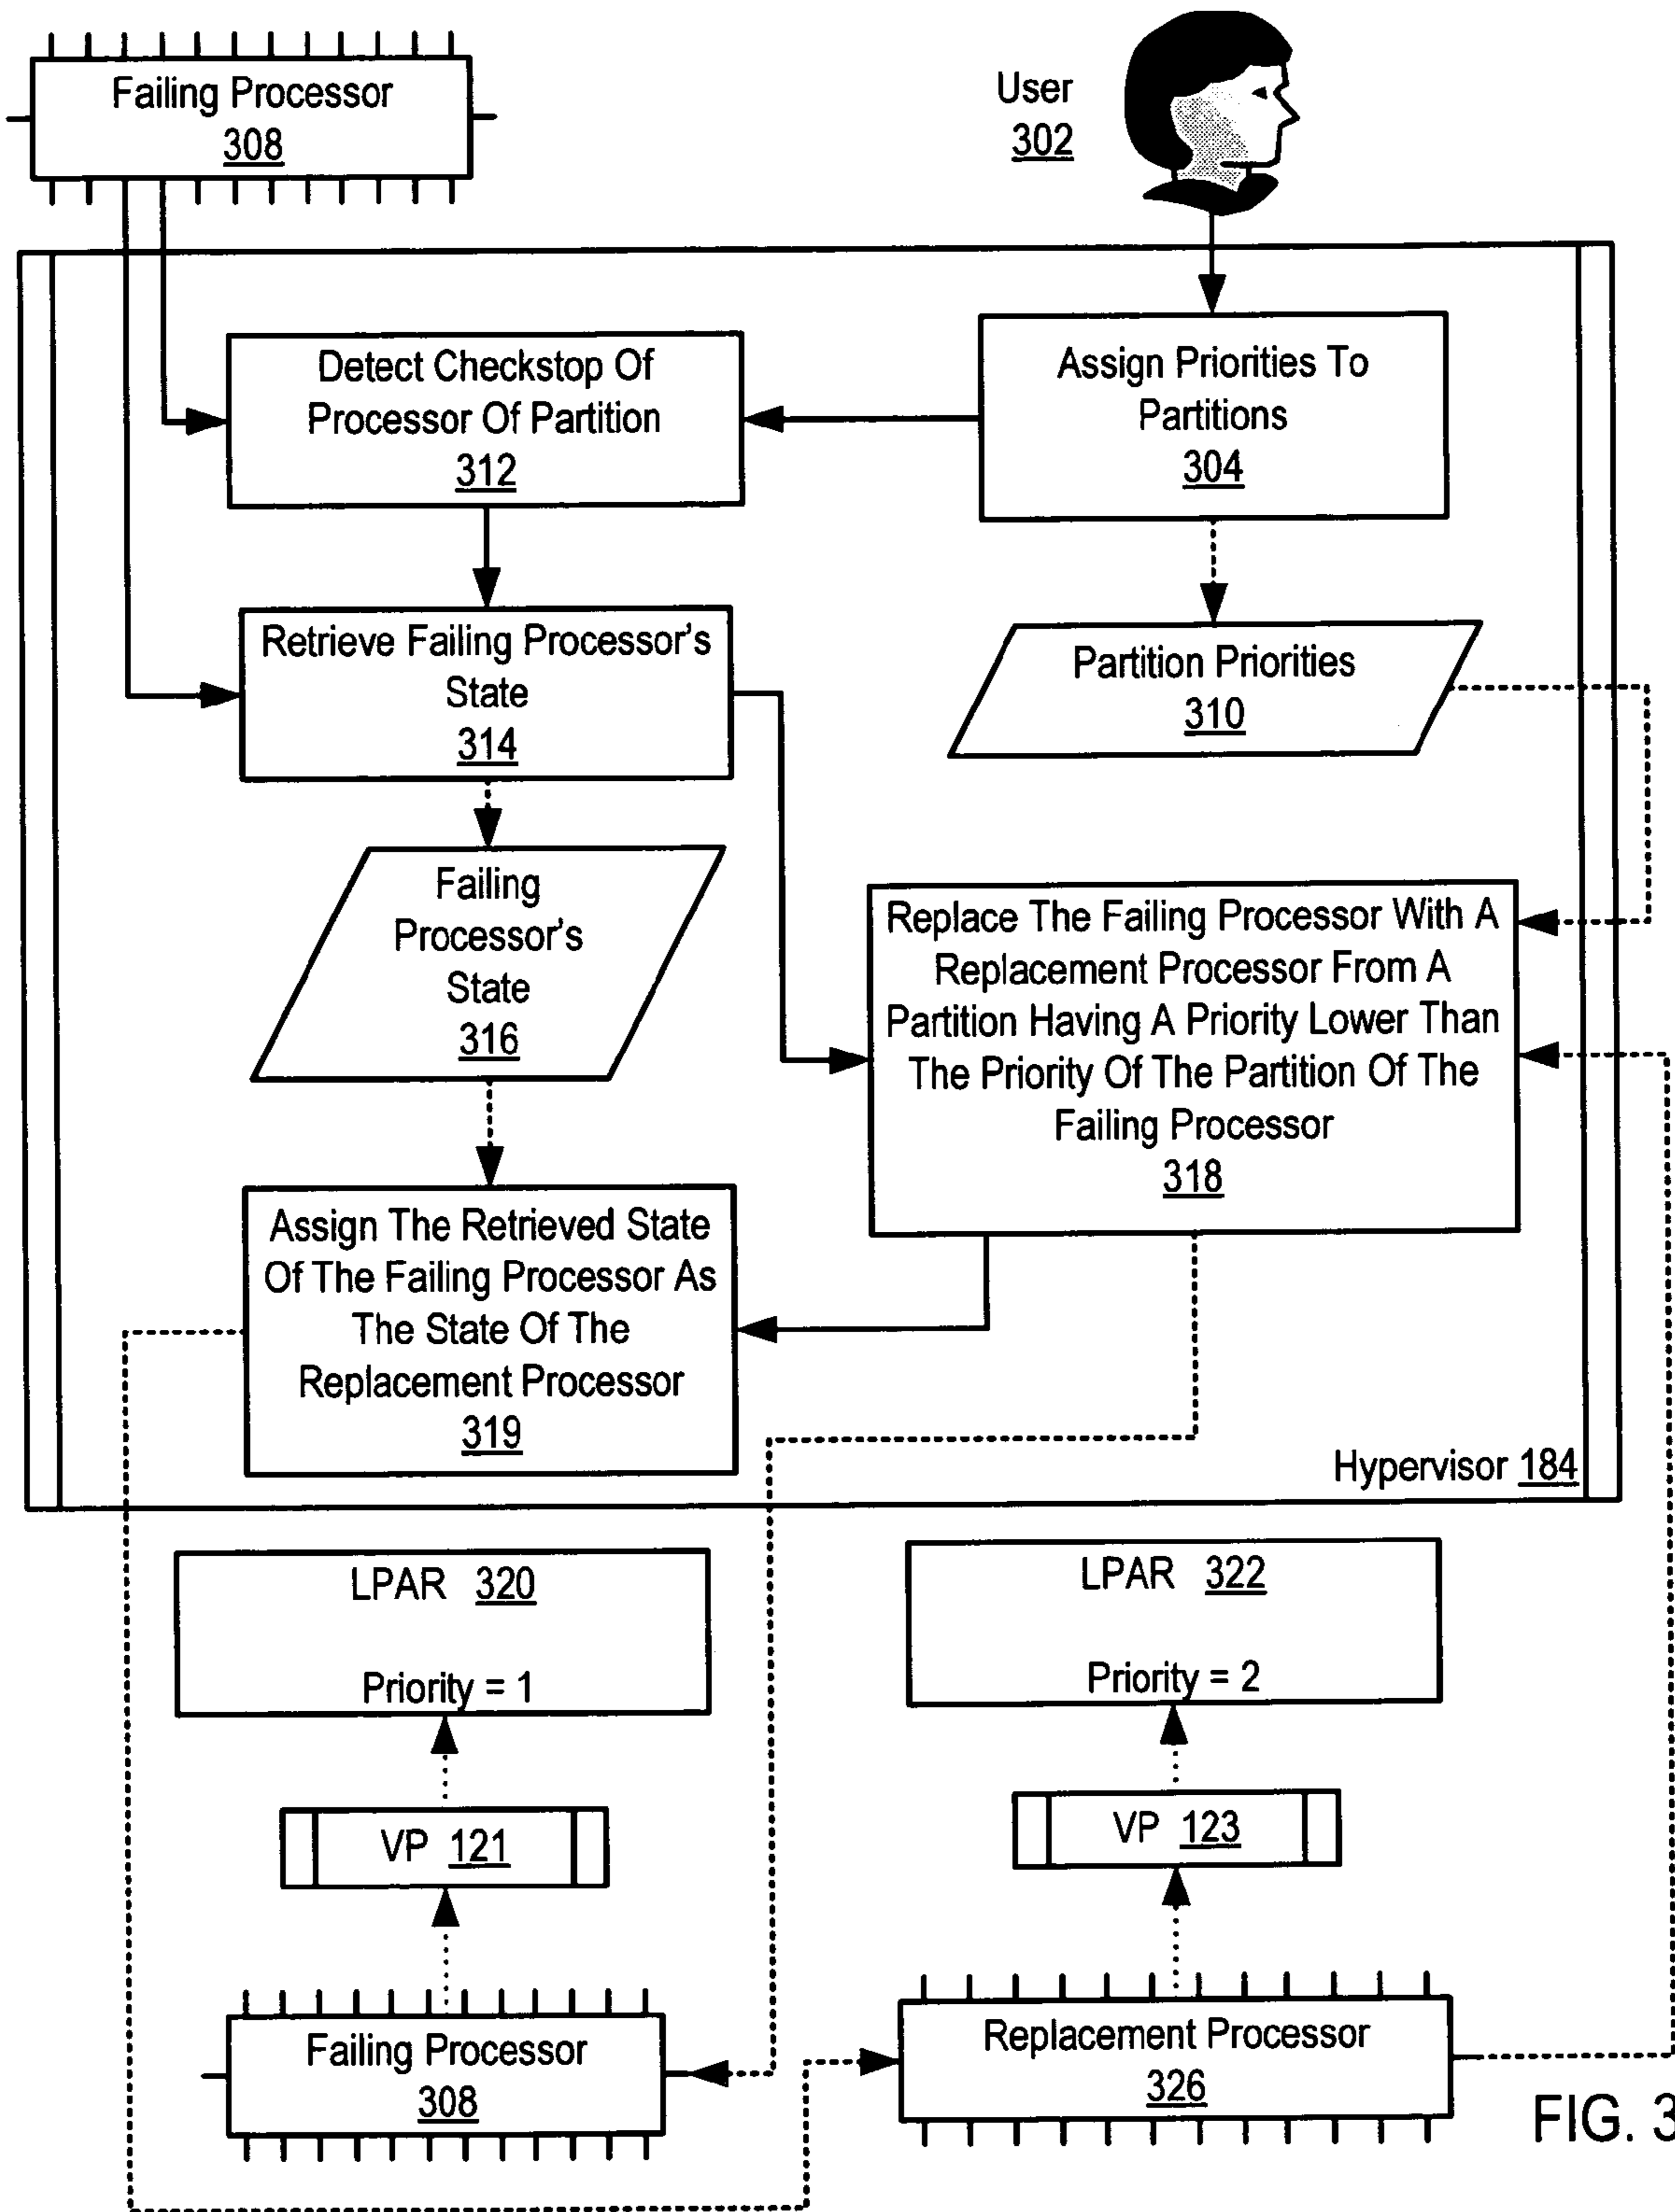 Failing Processor
308
User
302
Detect Checkstop Of
Processor Of Partition
312
Assign Priorities To
Partitions
304
Retrieve Failing Processor's
State
314
Partition Priorities
310
Failing
Processor's
State
316
Replace The Failing Processor With A
Replacement Processor From A
Partition Having A Priority Lower Than
The Priority Of The Partition Of The
Failing Processor
318
Assign The Retrieved State
Of The Failing Processor As
The State Of The
Replacement Processor
319
Hypervisor 184
LPAR 320
Priority = 1
LPAR 322
Priority = 2
VP 121
VP 123
Failing Processor
308
Replacement Processor
326
FIG. 3